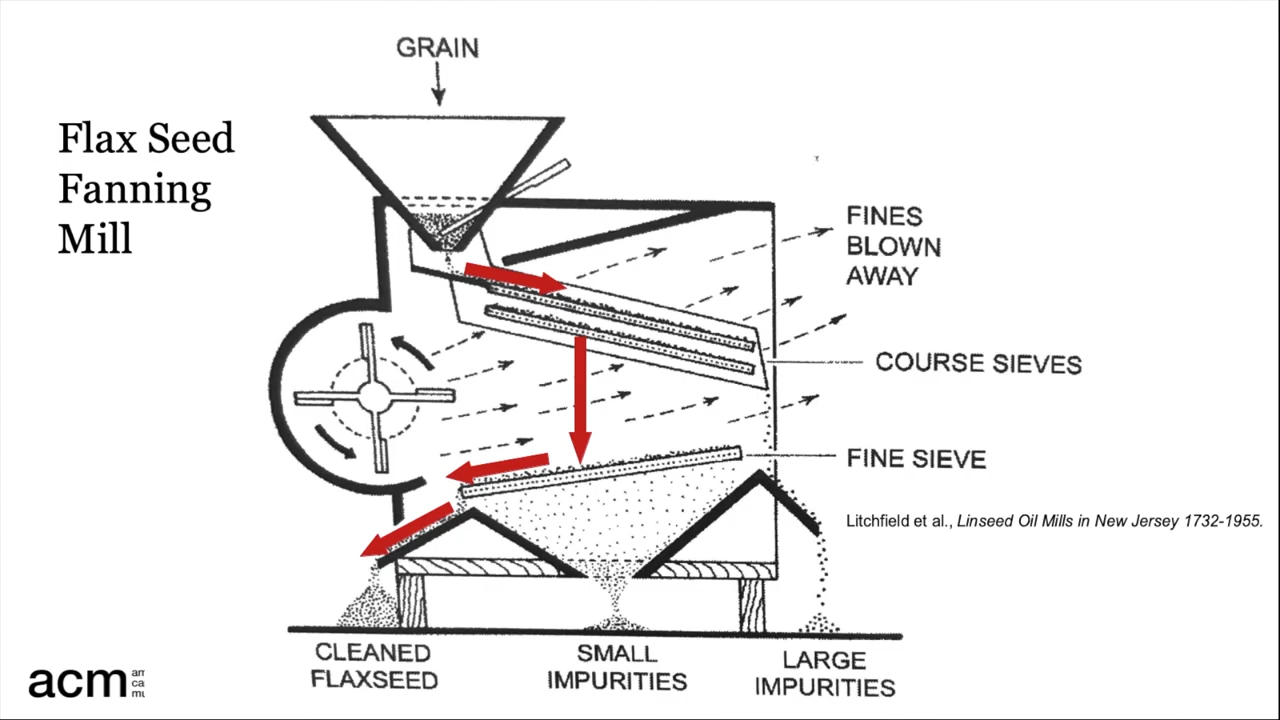 GRAIN
Flax Seed
Fanning
Mill
FINES
BLOWN
AWAY
COURSE SIEVES
FINE SIEVE
Litchfield et al., Linseed Oil Mills in New Jersey 1732-1955.
CLEANED
FLAXSEED
SMALL
IMPURITIES
LARGE
IMPURITIES
acm